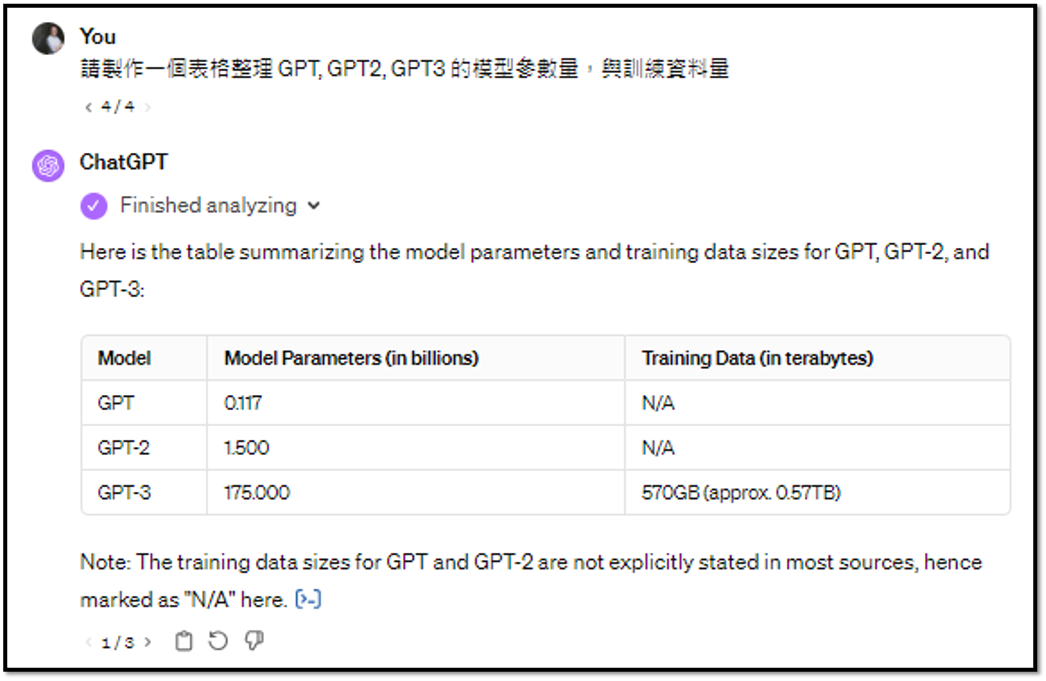 You
請製作一個表格整理 GPT, GPT2, GPT3 的模型參數量，與訓練資料量
< 4 / 4 >
ChatGPT
Finished analyzing
Here is the table summarizing the model parameters and training data sizes for GPT, GPT-2, and
GPT-3:
Model Model Parameters (in billions) Training Data (in terabytes)
GPT 0.117 N/A
GPT-2 1.500 N/A
GPT-3 175.000 570GB (approx. 0.57TB)
Note: The training data sizes for GPT and GPT-2 are not explicitly stated in most sources, hence
marked as "N/A" here. [>-]
< 1 / 3 >